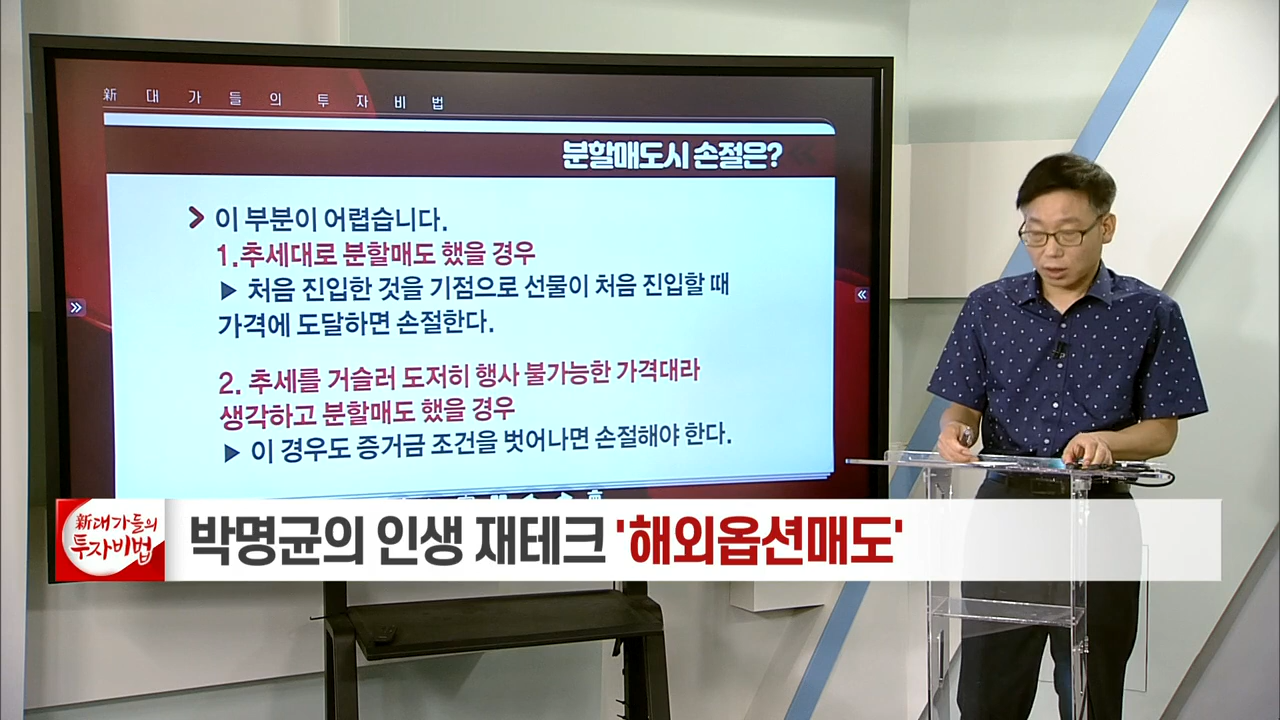 新 대 가 들 의 투 자 비 법
분할매도시 손절은?
이 부분이 어렵습니다.
1.추세대로 분할매도 했을 경우
▶ 처음 진입한 것을 기점으로 선물이 처음 진입할 때
가격에 도달하면 손절한다.
2. 추세를 거슬러 도저히 행사 불가능한 가격대라
생각하고 분할매도 했을 경우
▶ 이 경우도 증거금 조건을 벗어나면 손절해야 한다.
新대가들의
투자비법
박명균의 인생 재테크 '해외옵션매도'